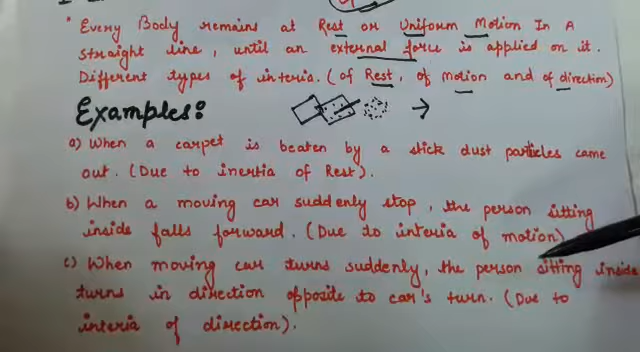 * Every Body remains at Rest or Uniform Motion In A
straight line, until an external force is applied on it.
Different types of interia. (of Rest, of Motion and of direction)
Examples:
a) When a carpet is beaten by a stick dust particles came
out. (Due to inertia of Rest).
b) When a moving car suddenly stop, the person sitting
inside falls forward. (Due to interia of motion)
c) When moving car turns suddenly, the person sitting inside
turns in direction opposite to car's turn. (Due to
interia of direction).